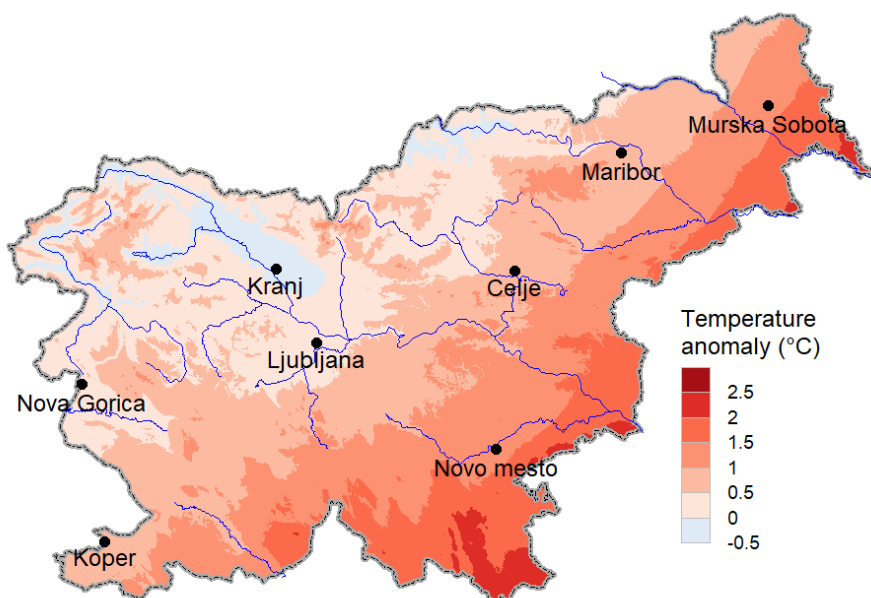 Murska Sobota
Maribor
Kranj
Celje
Ljubljana
Nova Gorica
Novo mesto
Koper
Temperature
anomaly (°C)
2.5
2
1.5
1
0.5
0
-0.5